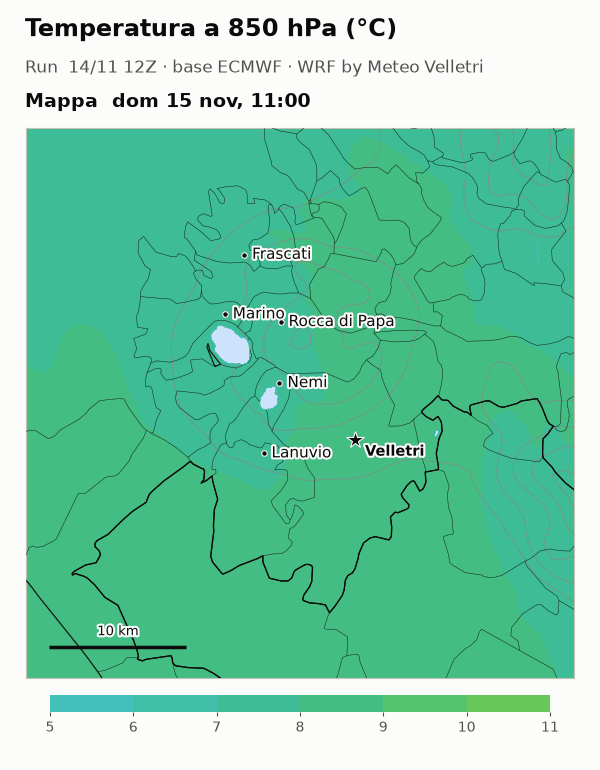 Temperatura a 850 hPa (°C)
Run  14/11 12Z · base ECMWF · WRF by Meteo Velletri
Mappa  dom 15 nov, 11:00
Frascati
Marino
Rocca di Papa
Nemi
Velletri
Lanuvio
10 km
5 6 7 8 9 10 11